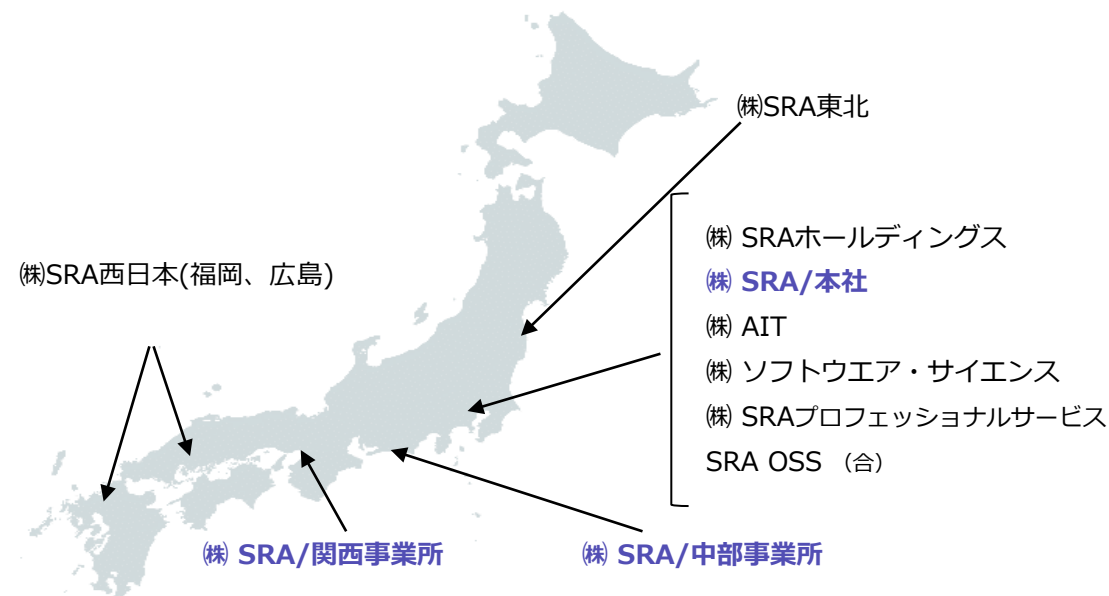 ㈱SRA東北
㈱ SRAホールディングス
㈱ SRA/本社
㈱ AIT
㈱ ソフトウエア・サイエンス
㈱ SRAプロフェッショナルサービス
SRA OSS （合）
㈱SRA西日本(福岡、広島)
㈱ SRA/関西事業所
㈱ SRA/中部事業所